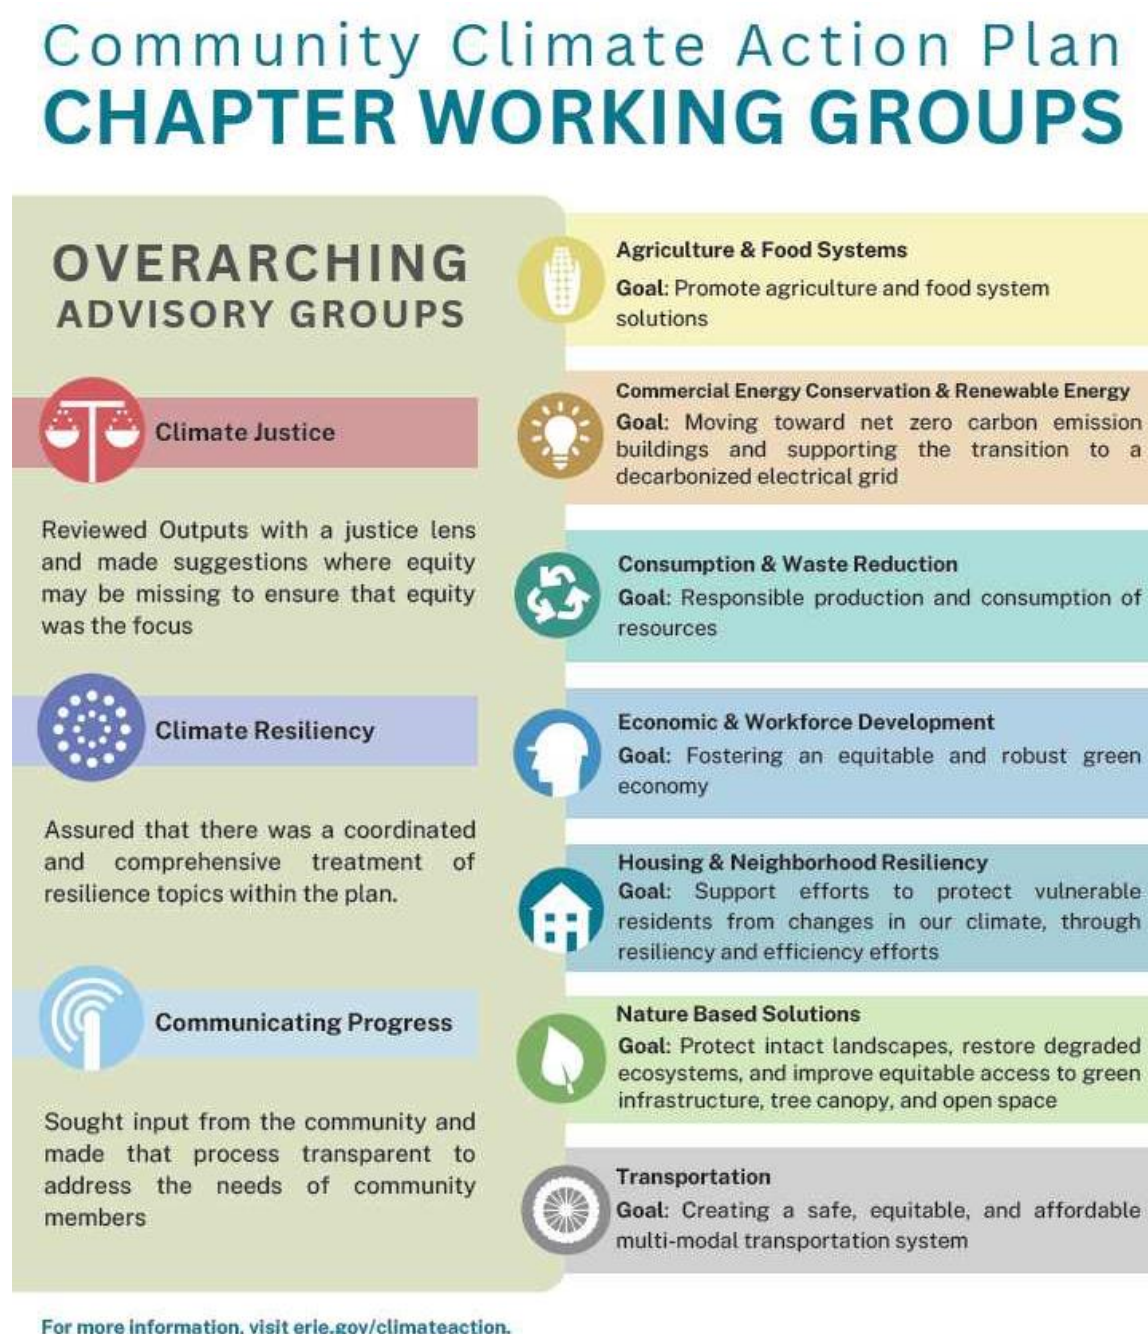 Community Climate Action Plan
CHAPTER WORKING GROUPS
OVERARCHING
ADVISORY GROUPS
Climate Justice
Reviewed Outputs with a justice lens
and made suggestions where equity
may be missing to ensure that equity
was the focus
Climate Resiliency
Assured that there was a coordinated
and comprehensive treatment of
resilience topics within the plan.
Communicating Progress
Sought input from the community and
made that process transparent to
address the needs of community
members
Agriculture & Food Systems
Goal: Promote agriculture and food system
solutions
Commercial Energy Conservation & Renewable Energy
Goal: Moving toward net zero carbon emission
buildings and supporting the transition to a
decarbonized electrical grid
Consumption & Waste Reduction
Goal: Responsible production and consumption of
resources
Economic & Workforce Development
Goal: Fostering an equitable and robust green
economy
Housing & Neighborhood Resiliency
Goal: Support efforts to protect vulnerable
residents from changes in our climate, through
resiliency and efficiency efforts
Nature Based Solutions
Goal: Protect intact landscapes, restore degraded
ecosystems, and improve equitable access to green
infrastructure, tree canopy, and open space
Transportation
Goal: Creating a safe, equitable, and affordable
multi-modal transportation system
For more information, visit erie.gov/climateaction.